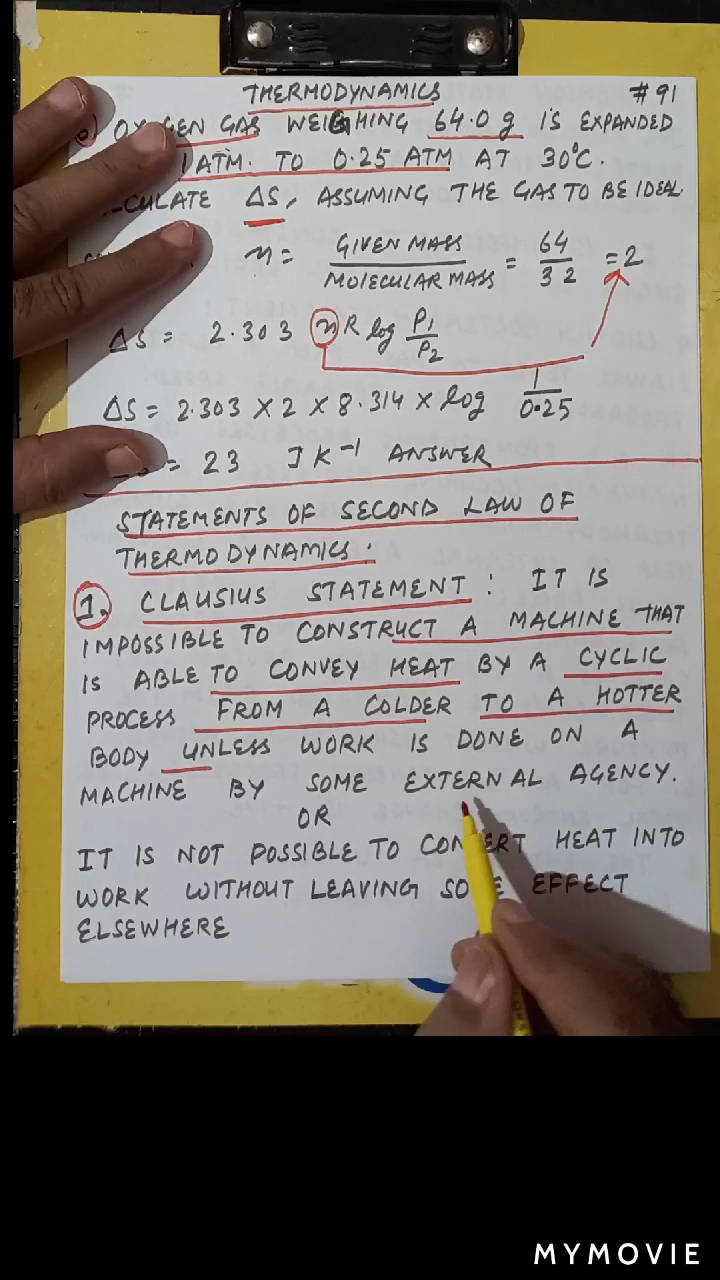 THERMODYNAMICS #91
OXYGEN GAS WEIGHING 64.0 g IS EXPANDED
1 ATM. TO 0.25 ATM AT 30°C.
CULATE ΔS, ASSUMING THE GAS TO BE IDEAL.
n = GIVEN MASS / MOLECULAR MASS = 64 / 32 = 2
ΔS = 2.303 n R log P1 / P2
ΔS = 2.303 × 2 × 8.314 × log 1 / 0.25
= 23 J K⁻¹ ANSWER
STATEMENTS OF SECOND LAW OF
THERMODYNAMICS:
1. CLAUSIUS STATEMENT: IT IS
IMPOSSIBLE TO CONSTRUCT A MACHINE THAT
IS ABLE TO CONVEY HEAT BY A CYCLIC
PROCESS FROM A COLDER TO A HOTTER
BODY UNLESS WORK IS DONE ON A
MACHINE BY SOME EXTERNAL AGENCY.
OR
IT IS NOT POSSIBLE TO CONVERT HEAT INTO
WORK WITHOUT LEAVING SOME EFFECT
ELSEWHERE
MYMOVIE